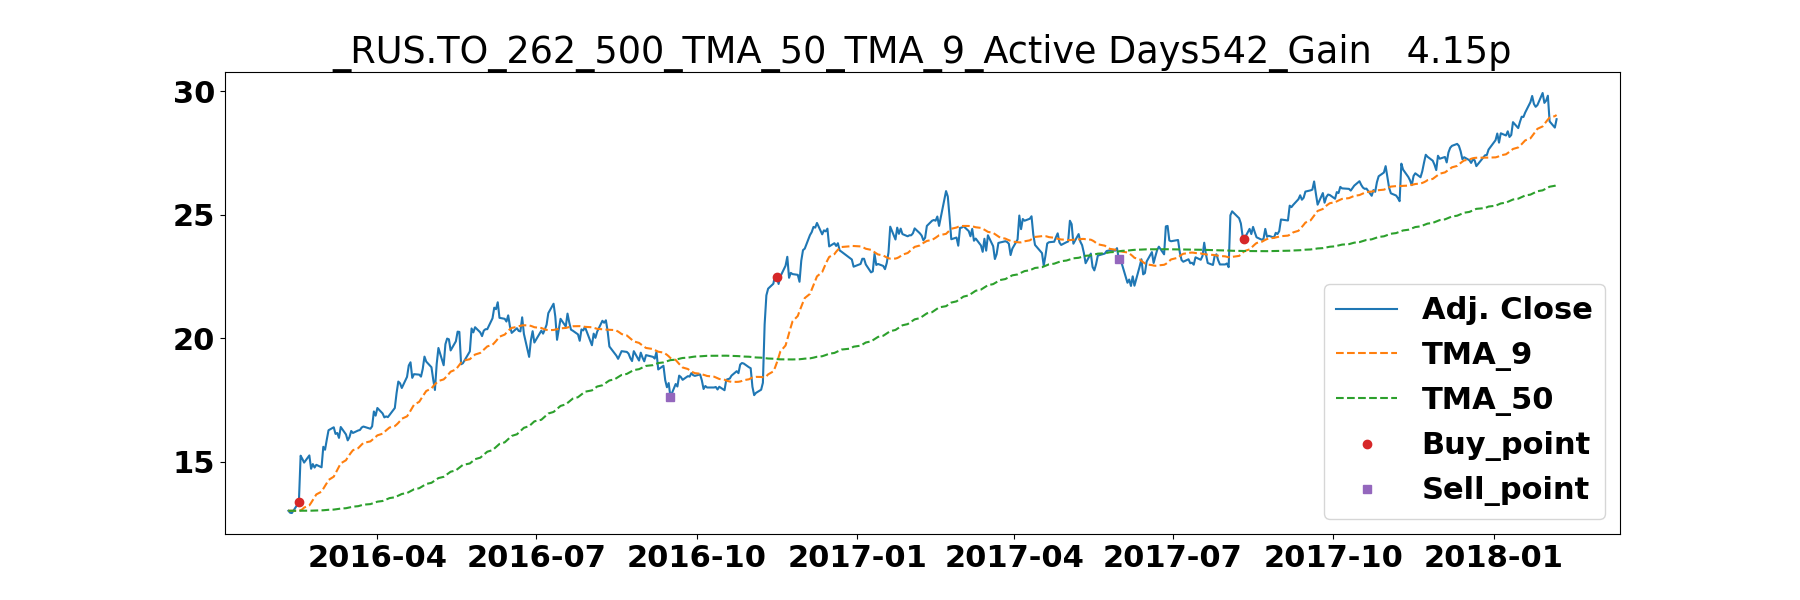 _RUS.TO_262_500_TMA_50_TMA_9_Active Days542_Gain   4.15p
30
25
20
15
Adj. Close
TMA_9
TMA_50
Buy_point
Sell_point
2016-04 2016-07 2016-10 2017-01 2017-04 2017-07 2017-10 2018-01